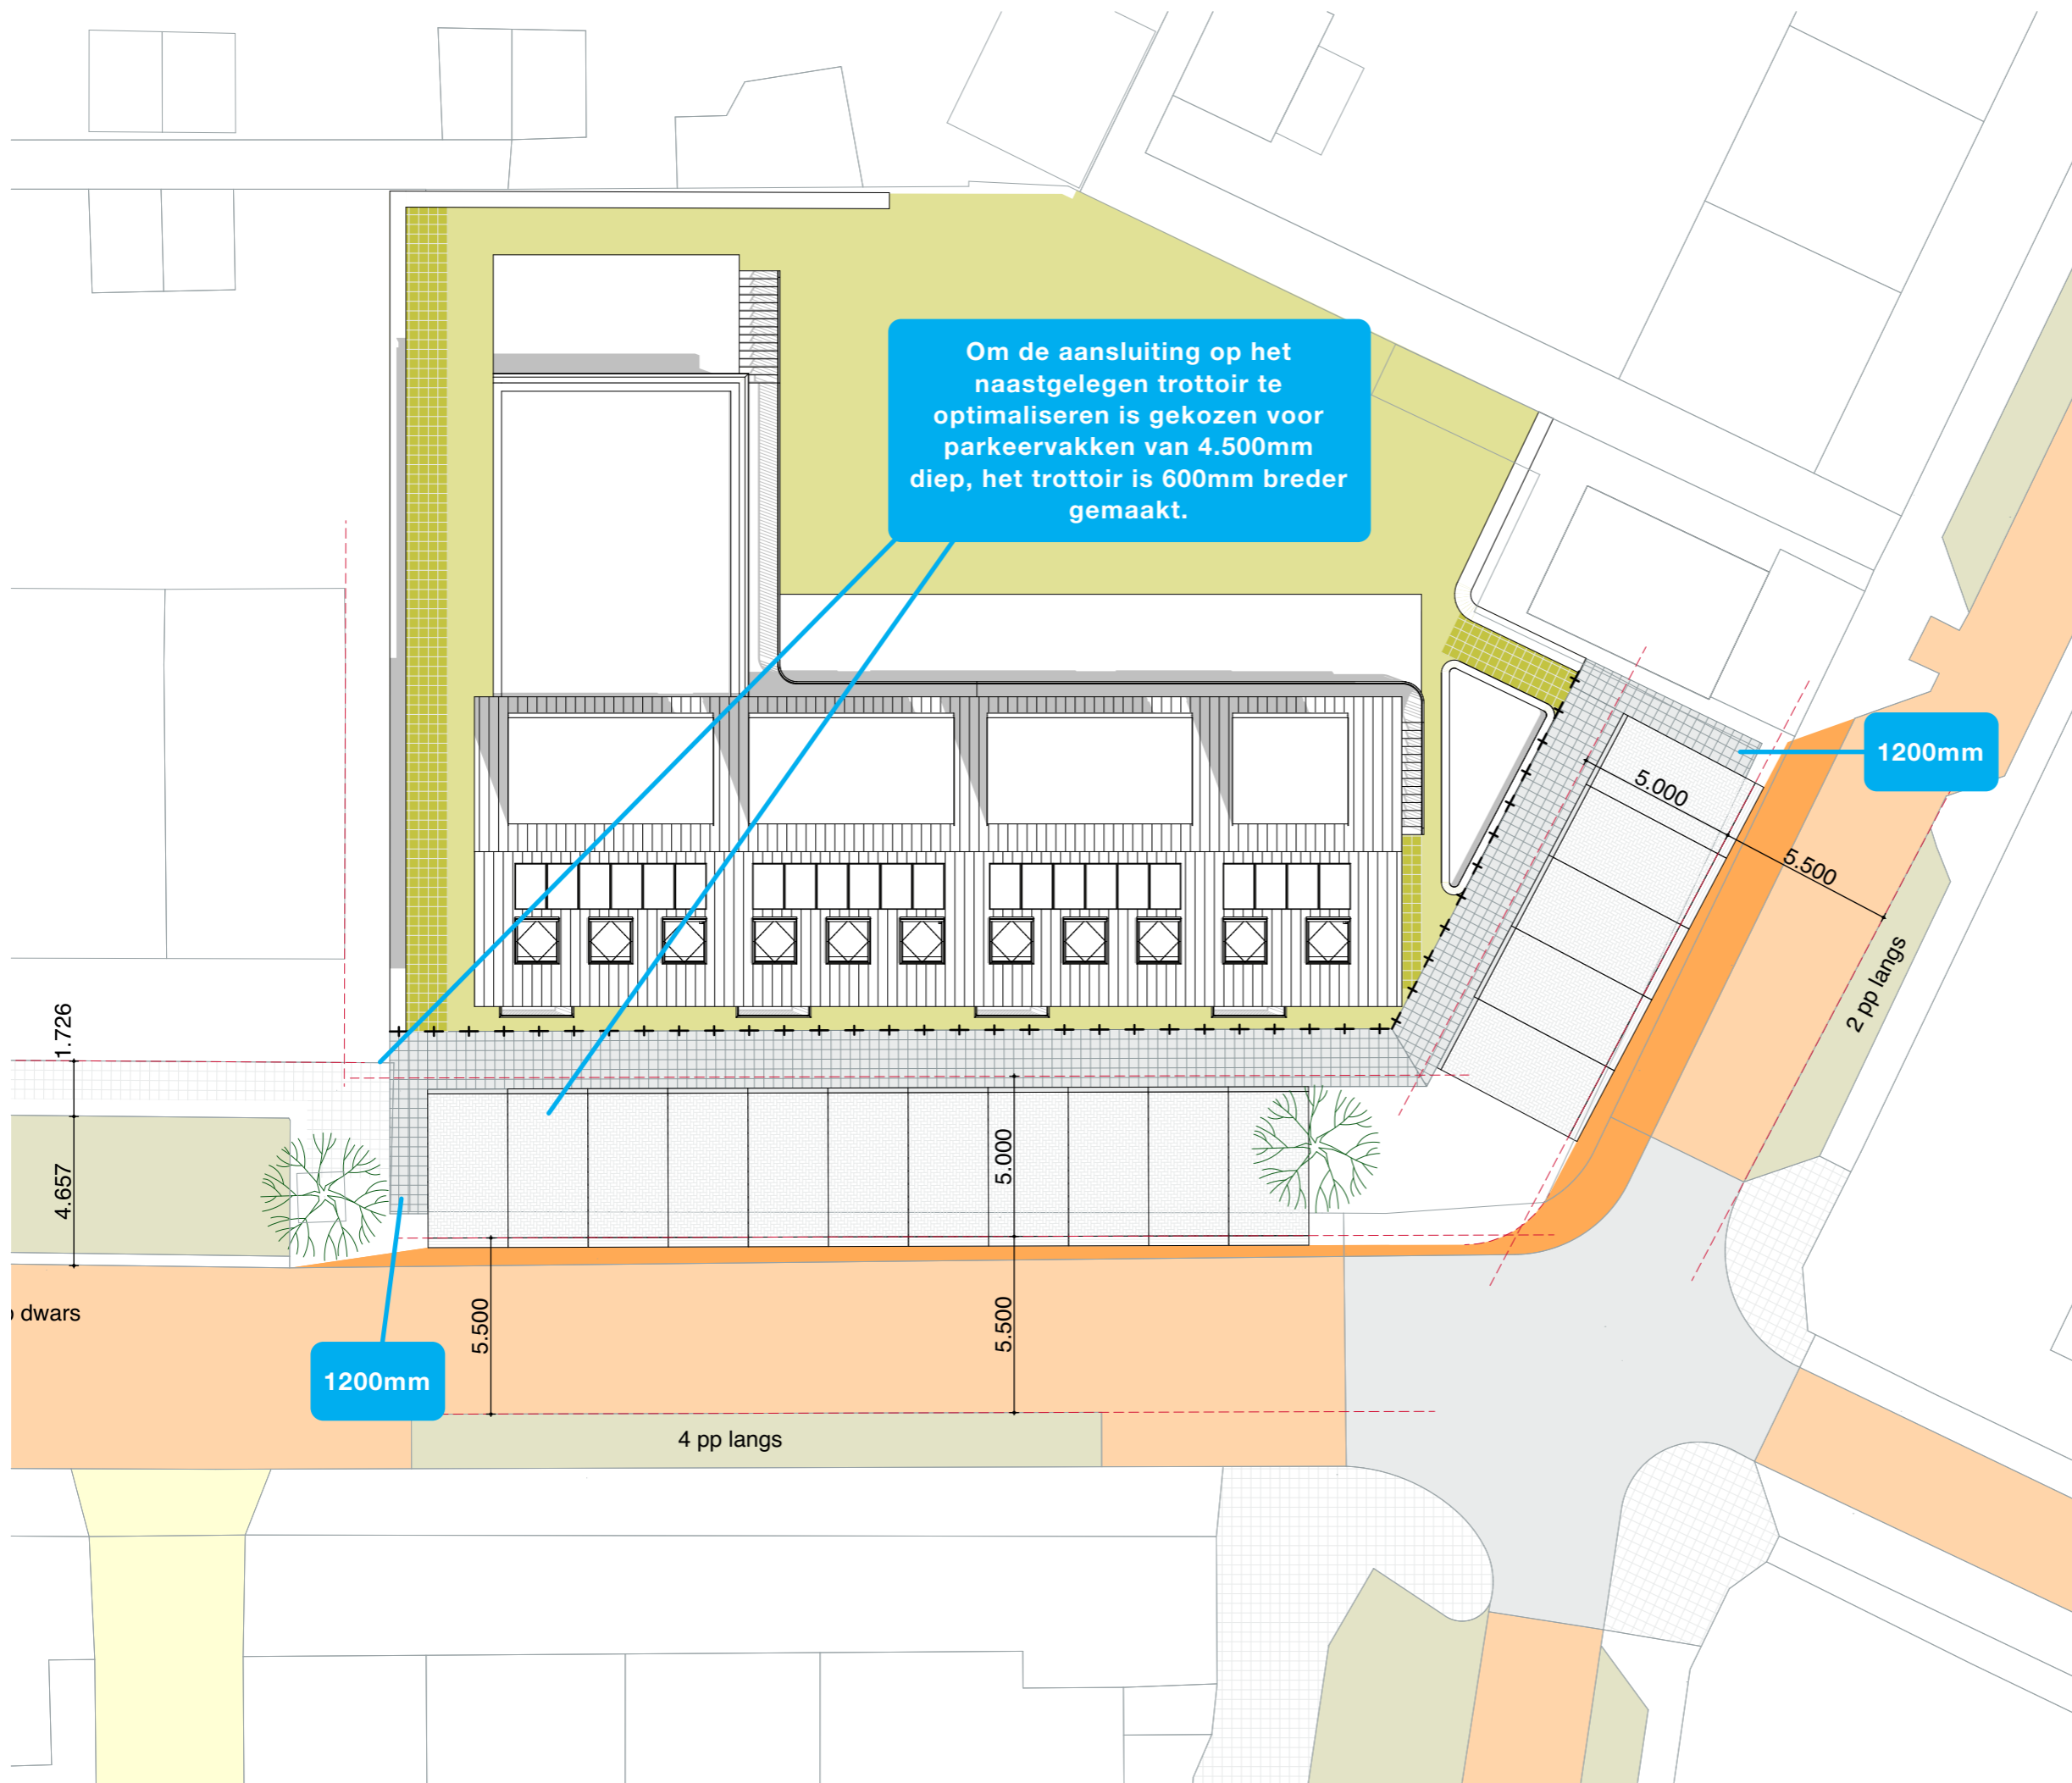 Om de aansluiting op het
naastgelegen trottoir te
optimaliseren is gekozen voor
parkeervakken van 4.500mm
diep, het trottoir is 600mm breder
gemaakt.
1200mm
5.000
5.500
2 pp langs
1.726
4.657
5.000
5.500
5.500
dwars
1200mm
4 pp langs